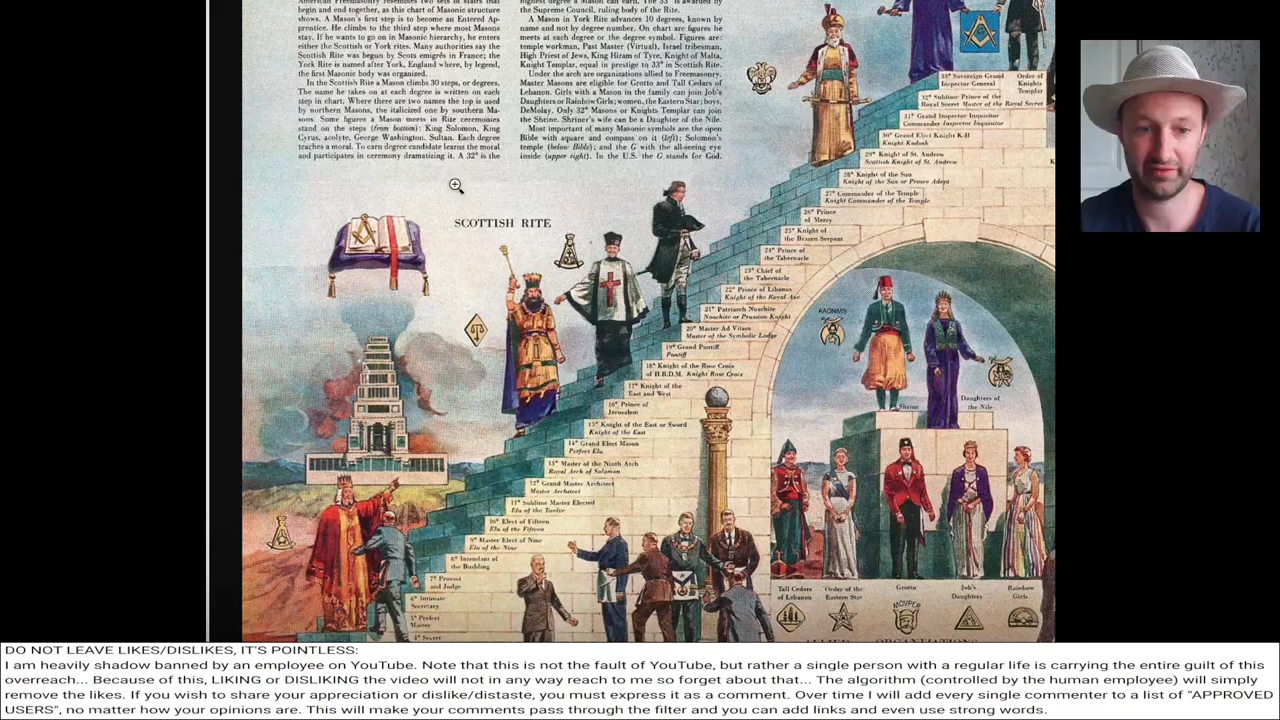 American Freemasonry resembles two sets of stairs that
begin and end together, as this chart of Masonic structure
shows. A Mason's first step is to become an Entered Ap-
prentice. He climbs to the third step where most Masons
stay. If he wants to go on in Masonic hierarchy, he enters
either the Scottish or York rites. Many authorities say the
Scottish Rite was begun by Scots emigrés in France; the
York Rite is named after York, England where, by legend,
the first Masonic body was organized.
In the Scottish Rite a Mason climbs 30 steps, or degrees.
The name he takes on at each degree is written on each
step in chart. Where there are two names the top is used
by northern Masons, the italicized one by southern Ma-
sons. Some figures a Mason meets in Rite ceremonies
stand on the steps (from bottom): King Solomon, King
Cyrus, acolyte, George Washington, Sultan. Each degree
teaches a moral. To earn degree candidate learns the moral
and participates in ceremony dramatizing it. A 32° is the
highest degree a Mason can earn. The 33° is awarded by
the Supreme Council, ruling body of the Rite.
A Mason in York Rite advances 10 degrees, known by
name and not by degree number. On chart are figures he
meets at each degree or the degree symbol. Figures are:
temple workman, Past Master (Virtual), Israel tribesman,
High Priest of Jews, King Hiram of Tyre, Knight of Malta,
Knight Templar, equal in prestige to 33° in Scottish Rite.
Under the arch are organizations allied to Freemasonry.
Master Masons are eligible for Grotto and Tall Cedars of
Lebanon. Girls with a Mason in the family can join Job's
Daughters or Rainbow Girls; women, the Eastern Star; boys,
DeMolay. Only 32° Masons or Knights Templar can join
the Shrine. Shriner's wife can be a Daughter of the Nile.
Most important of many Masonic symbols are the open
Bible with square and compass on it (left); Solomon's
temple (below Bible); and the G with the all-seeing eye
inside (upper right). In the U.S. the G stands for God.
SCOTTISH RITE
33° Sovereign Grand
Inspector General
Order of
Knights
Templar
32° Sublime Prince of the
Royal Secret Master of the Royal Secret
31° Grand Inspector Inquisitor
Commander Inspector Inquisitor
30° Grand Elect Knight K-H
Knight Kadosh
29° Knight of St. Andrew
Scottish Knight of St. Andrew
28° Knight of the Sun
Knight of the Sun or Prince Adept
27° Commander of the Temple
Knight Commander of the Temple
26° Prince
of Mercy
25° Knight of
the Brazen Serpent
24° Prince of
the Tabernacle
23° Chief of
the Tabernacle
22° Prince of Libanus
Knight of the Royal Axe
21° Patriarch Noachite
Noachite or Prussian Knight
20° Master Ad Vitam
Master of the Symbolic Lodge
19° Grand Pontiff
Pontiff
18° Knight of the Rose Croix
of H.R.D.M. Knight Rose Croix
17° Knight of the
East and West
16° Prince of
Jerusalem
15° Knight of the East or Sword
Knight of the East
14° Grand Elect Mason
Perfect Elu
13° Master of the Ninth Arch
Royal Arch of Solomon
12° Grand Master Architect
Master Architect
11° Sublime Master Elected
Elu of the Twelve
10° Elect of Fifteen
Elu of the Fifteen
9° Master Elect of Nine
Elu of the Nine
8° Intendant of
the Building
7° Provost
and Judge
6° Intimate
Secretary
5° Perfect
Master
4° Secret
AAONMS
Shrine
Daughters of
the Nile
Tall Cedars
of Lebanon
Order of the
Eastern Star
Grotto
Job's
Daughters
Rainbow
Girls
MOVPER
ALLIED ORGANIZATIONS
DO NOT LEAVE LIKES/DISLIKES, IT'S POINTLESS:
I am heavily shadow banned by an employee on YouTube. Note that this is not the fault of YouTube, but rather a single person with a regular life is carrying the entire guilt of this
overreach... Because of this, LIKING or DISLIKING the video will not in any way reach to me so forget about that... The algorithm (controlled by the human employee) will simply
remove the likes. If you wish to share your appreciation or dislike/distaste, you must express it as a comment. Over time I will add every single commenter to a list of "APPROVED
USERS", no matter how your opinions are. This will make your comments pass through the filter and you can add links and even use strong words.